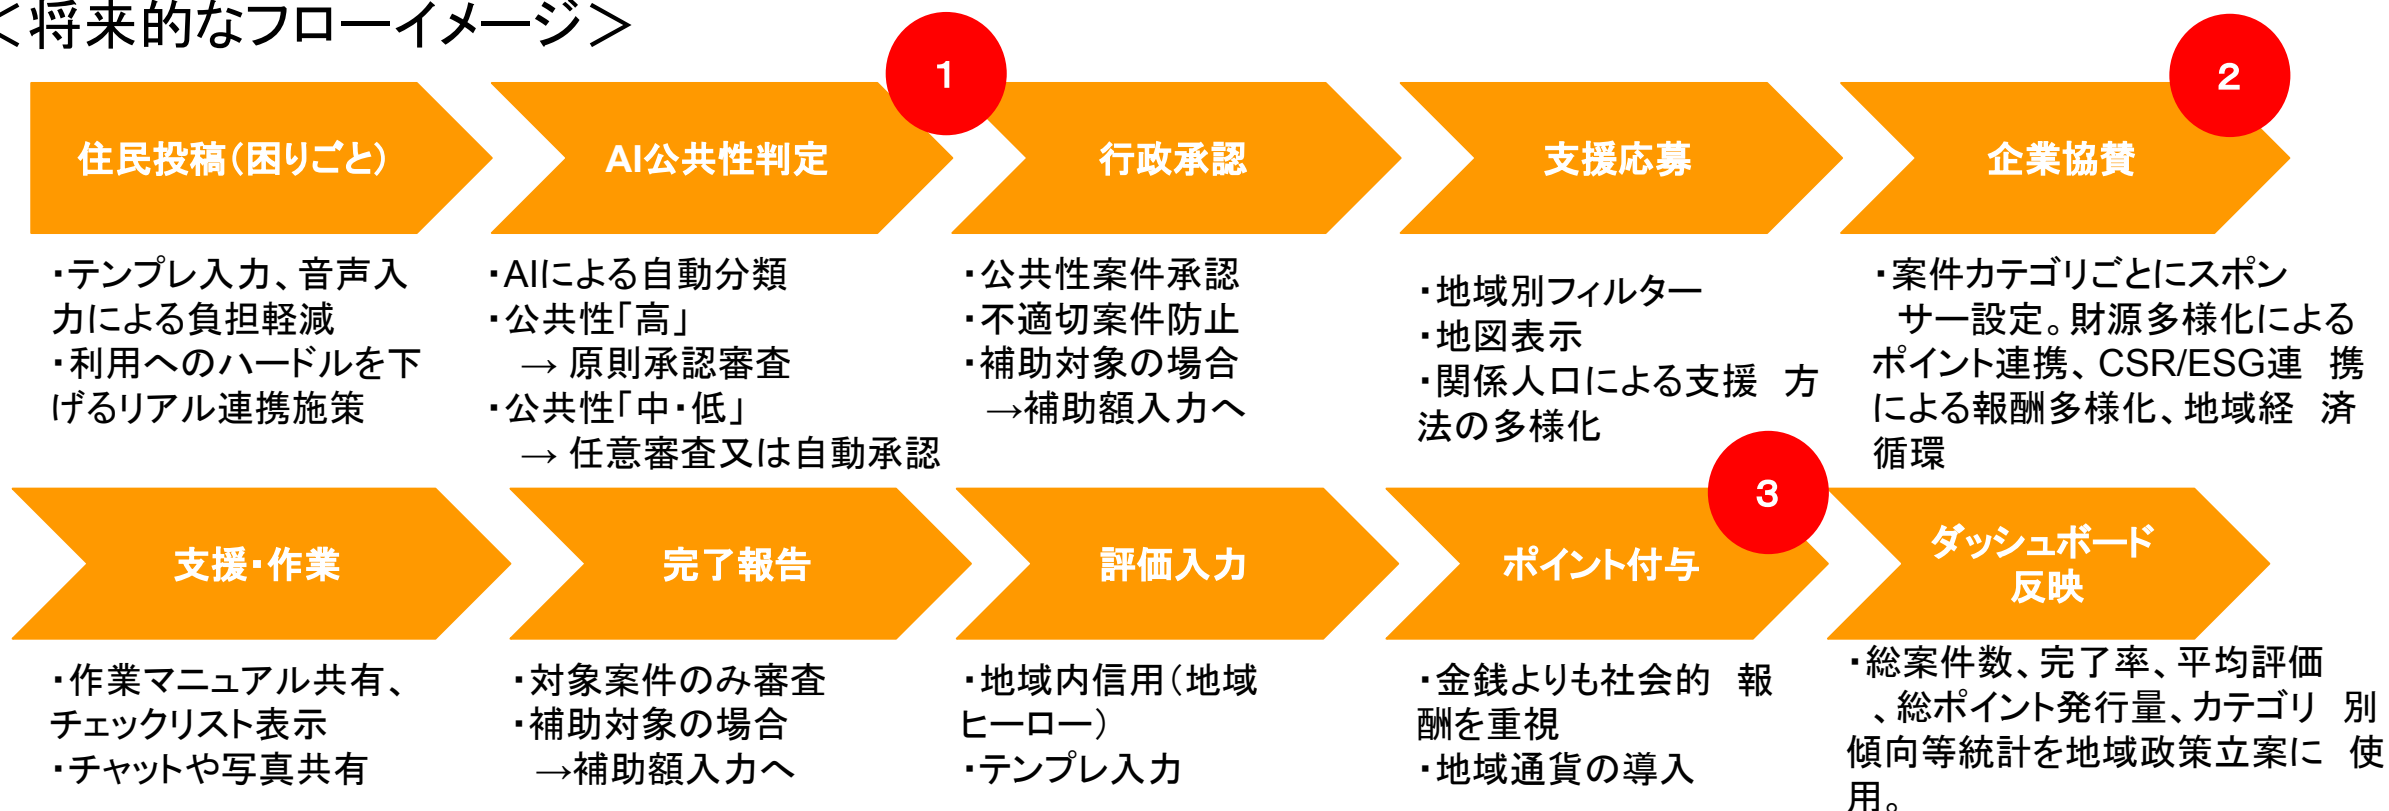 ＜将来的なフローイメージ＞
1
2
住民投稿（困りごと）
AI公共性判定
行政承認
支援応募
企業協賛
・テンプレ入力、音声入
力による負担軽減
・利用へのハードルを下
げるリアル連携施策
・AIによる自動分類
・公共性「高」
→ 原則承認審査
・公共性「中・低」
→ 任意審査又は自動承認
・公共性案件承認
・不適切案件防止
・補助対象の場合
→補助額入力へ
・地域別フィルター
・地図表示
・関係人口による支援　方
法の多様化
・案件カテゴリごとにスポン
サー設定。財源多様化による
ポイント連携、CSR/ESG連　携
による報酬多様化、地域経　済
循環
3
支援・作業
完了報告
評価入力
ポイント付与
ダッシュボード
反映
・作業マニュアル共有、
チェックリスト表示
・チャットや写真共有
・対象案件のみ審査
・補助対象の場合
→補助額入力へ
・地域内信用（地域
ヒーロー）
・テンプレ入力
・金銭よりも社会的　報
酬を重視
・地域通貨の導入
・総案件数、完了率、平均評価
、総ポイント発行量、カテゴリ　別
傾向等統計を地域政策立案に　使
用。